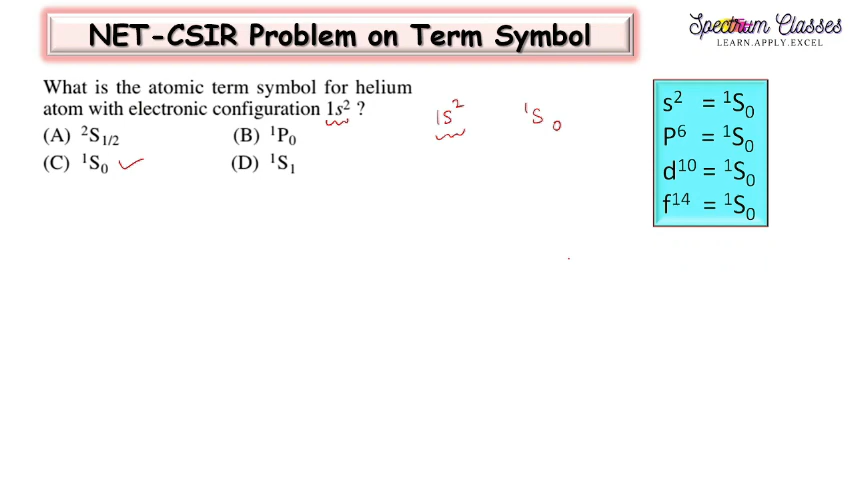 NET-CSIR Problem on Term Symbol
Spectrum Classes
LEARN.APPLY.EXCEL
What is the atomic term symbol for helium
atom with electronic configuration 1s² ?
1s² ¹S₀
(A) ²S₁/₂ (B) ¹P₀
(C) ¹S₀ (D) ¹S₁
s² = ¹S₀
P⁶ = ¹S₀
d¹⁰ = ¹S₀
f¹⁴ = ¹S₀